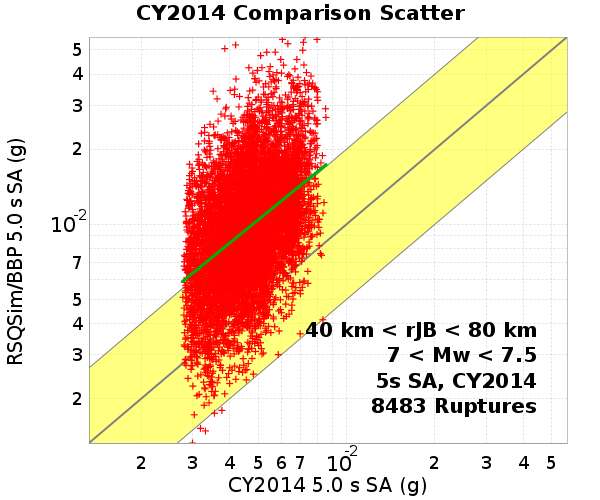 CY2014 Comparison Scatter
RSQSim/BBP 5.0 s SA (g)
5
4
3
2
10-2
7
5
4
3
2
40 km < rJB < 80 km
7 < Mw < 7.5
5s SA, CY2014
8483 Ruptures
2 3 4 5 6 7 10-2 2 3 4 5
CY2014 5.0 s SA (g)